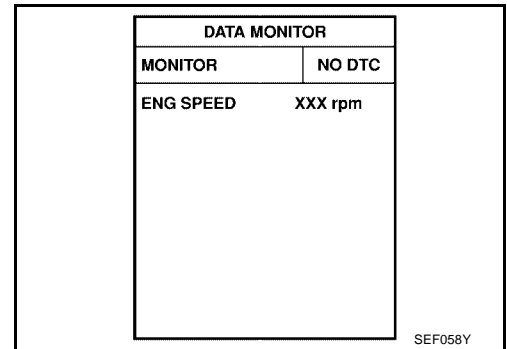 DATA MONITOR
MONITOR NO DTC
ENG SPEED XXX rpm
SEF058Y